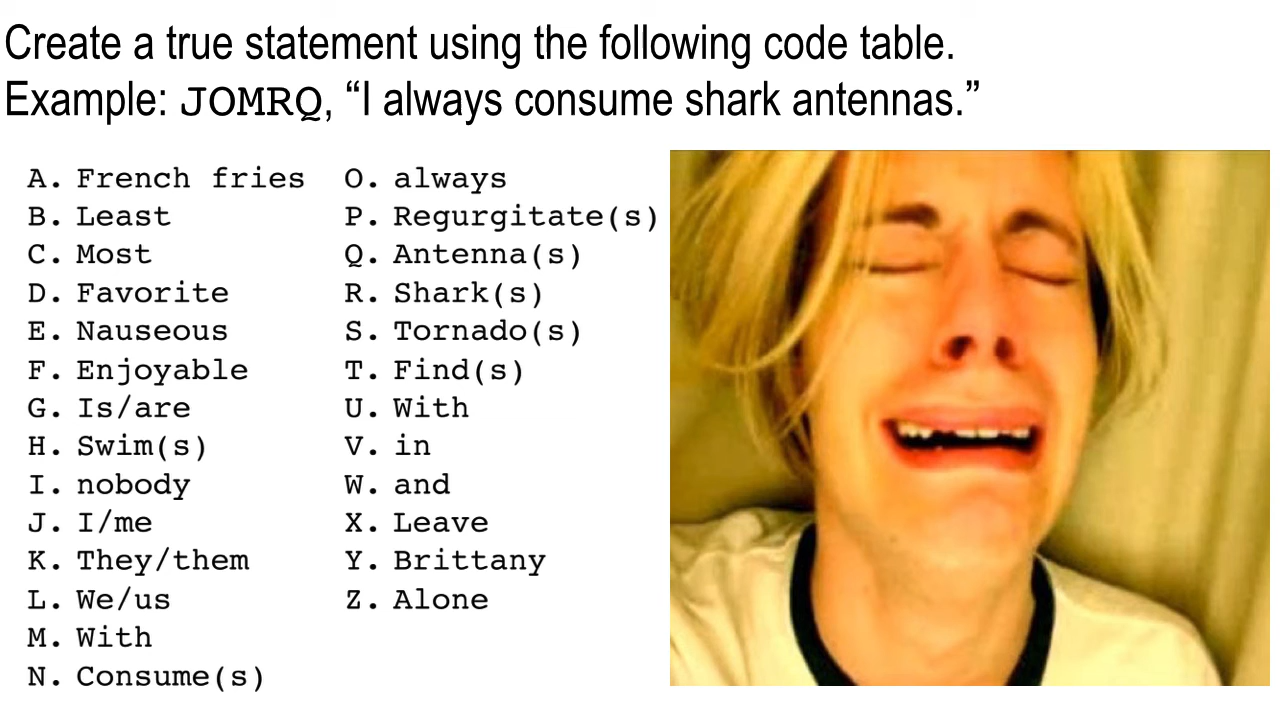 Create a true statement using the following code table.
Example: JOMRQ, “I always consume shark antennas.”
A. French fries
B. Least
C. Most
D. Favorite
E. Nauseous
F. Enjoyable
G. Is/are
H. Swim(s)
I. nobody
J. I/me
K. They/them
L. We/us
M. With
N. Consume(s)
O. always
P. Regurgitate(s)
Q. Antenna(s)
R. Shark(s)
S. Tornado(s)
T. Find(s)
U. With
V. in
W. and
X. Leave
Y. Brittany
Z. Alone